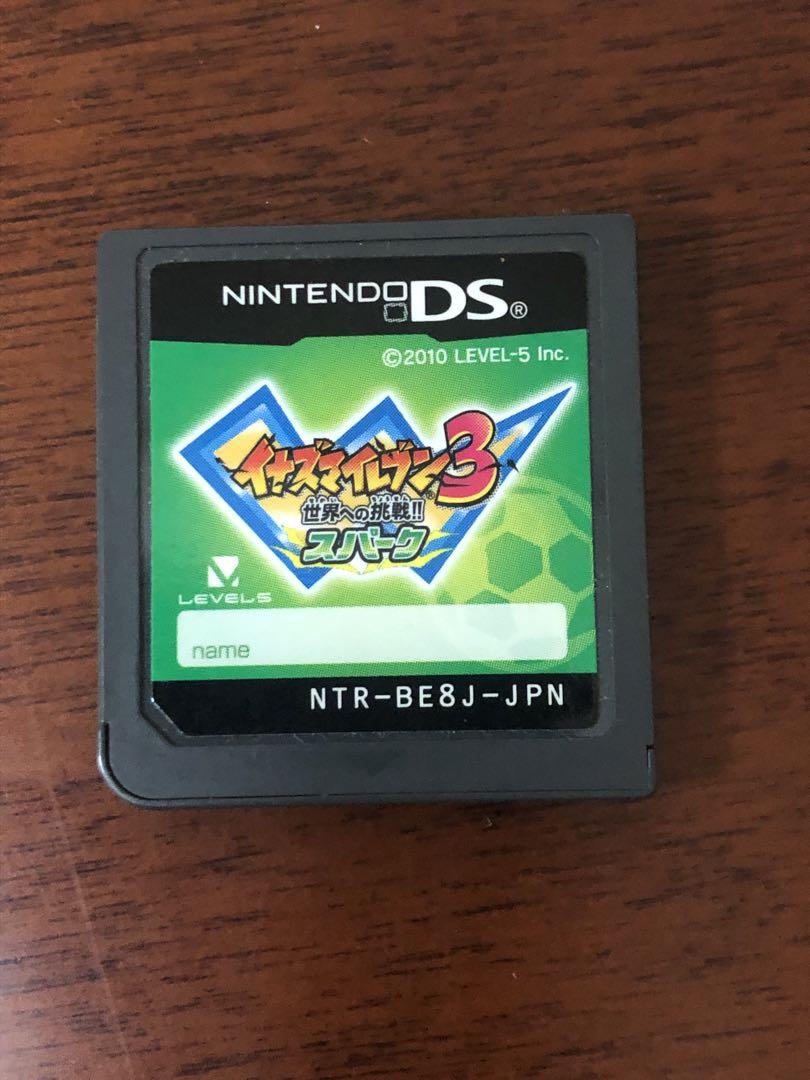 NINTENDO DS®
©2010 LEVEL-5 Inc.
イナズマイレブン3
世界への挑戦!!
スパーク
LEVEL5
name
NTR-BE8J-JPN